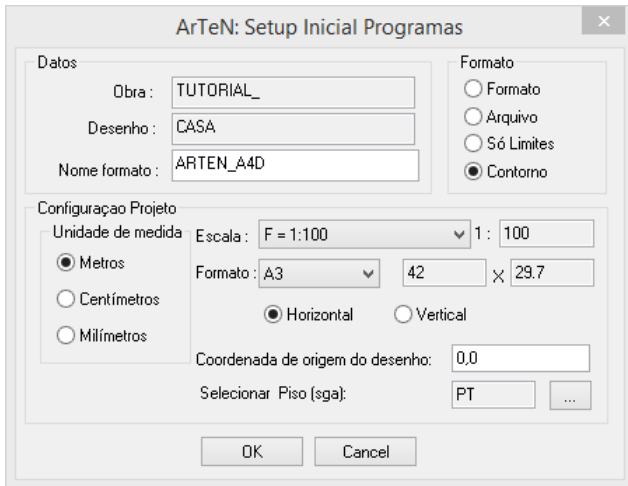 ArTeN: Setup Inicial Programas
Datos
Obra : TUTORIAL_
Desenho : CASA
Nome formato : ARTEN_A4D
Formato
Formato
Arquivo
Só Limites
Contorno
Configuraçao Projeto
Unidade de medida
Metros
Centímetros
Milímetros
Escala : F = 1:100 1 : 100
Formato : A3 42 X 29.7
Horizontal Vertical
Coordenada de origem do desenho: 0,0
Selecionar Piso (sga): PT ...
OK Cancel